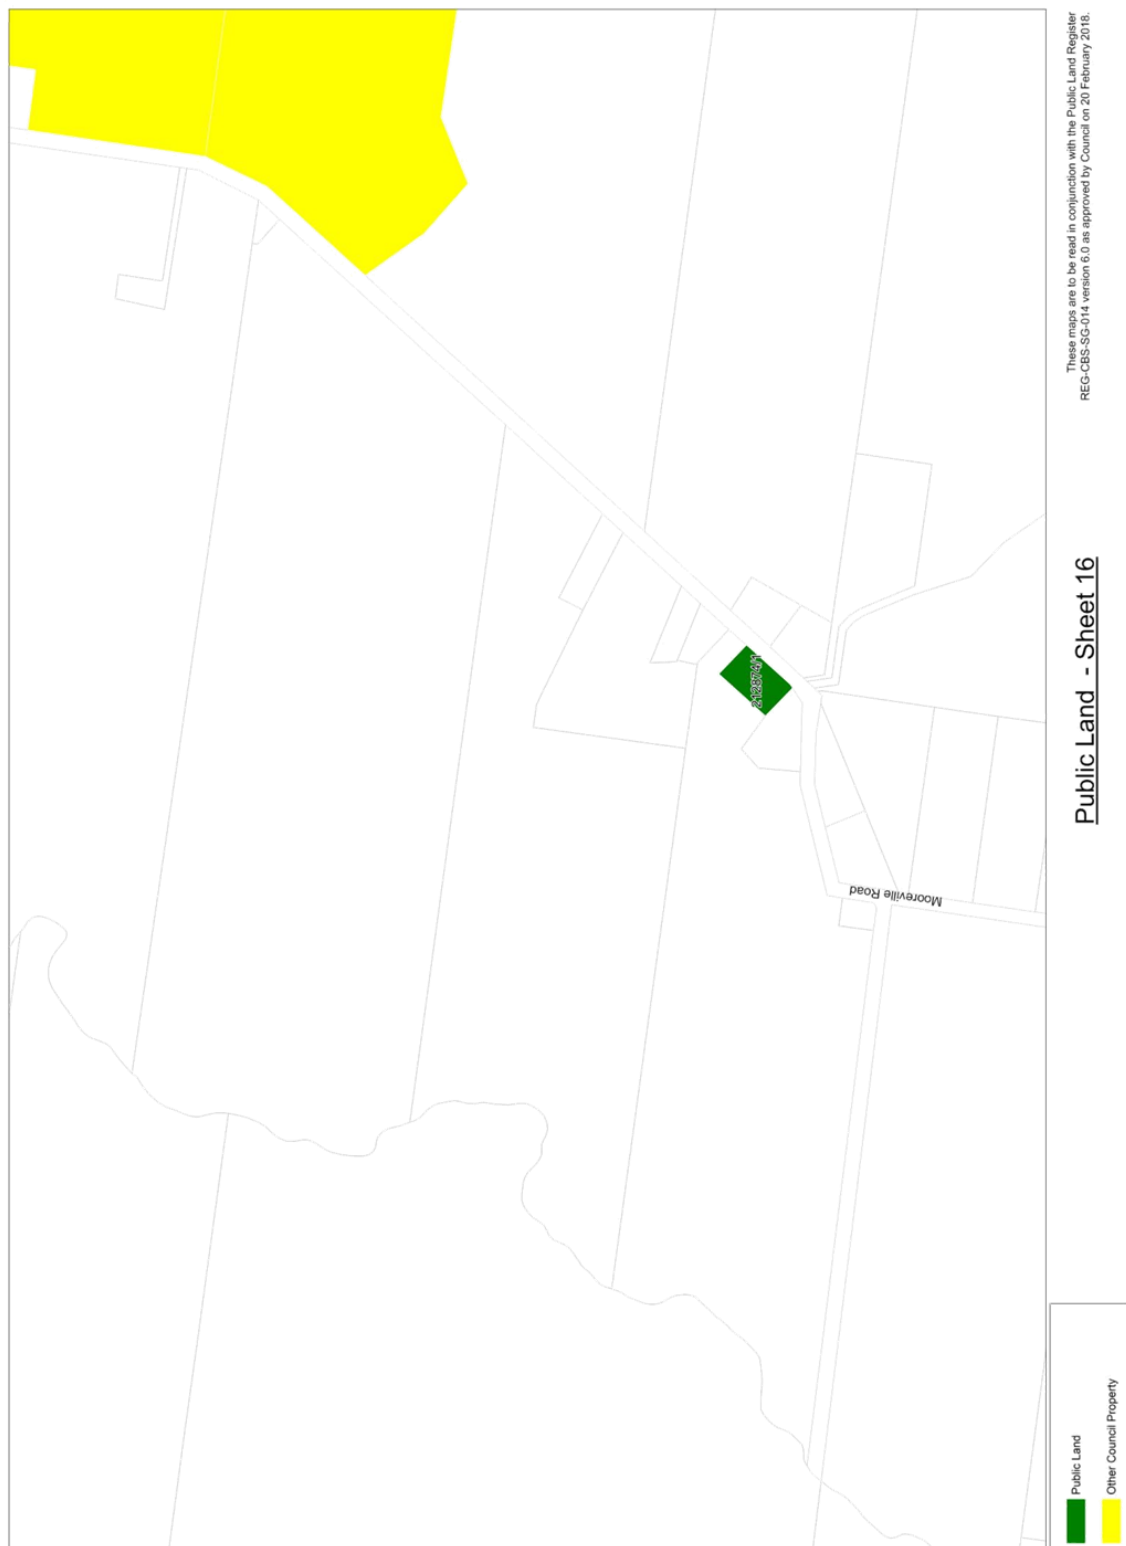 212874/1
Mooreville Road
Public Land
Other Council Property
Public Land - Sheet 16
These maps are to be read in conjunction with the Public Land Register
REG-CBS-SG-014 version 6.0 as approved by Council on 20 February 2018.